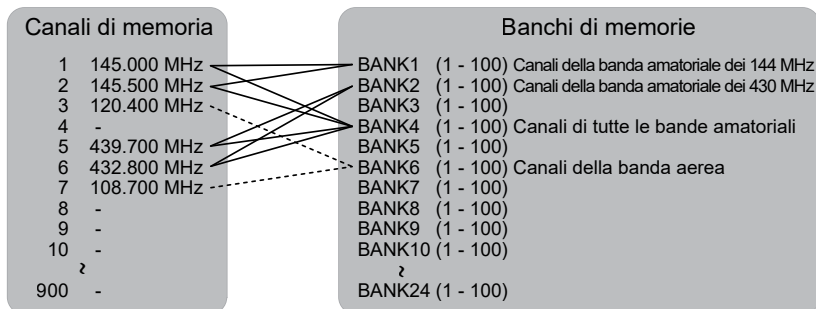 Canali di memoria
1 145.000 MHz
2 145.500 MHz
3 120.400 MHz
4 -
5 439.700 MHz
6 432.800 MHz
7 108.700 MHz
8 -
9 -
10 -
~
900 -
Banchi di memorie
BANK1 (1 - 100) Canali della banda amatoriale dei 144 MHz
BANK2 (1 - 100) Canali della banda amatoriale dei 430 MHz
BANK3 (1 - 100)
BANK4 (1 - 100) Canali di tutte le bande amatoriali
BANK5 (1 - 100)
BANK6 (1 - 100) Canali della banda aerea
BANK7 (1 - 100)
BANK8 (1 - 100)
BANK9 (1 - 100)
BANK10 (1 - 100)
~
BANK24 (1 - 100)